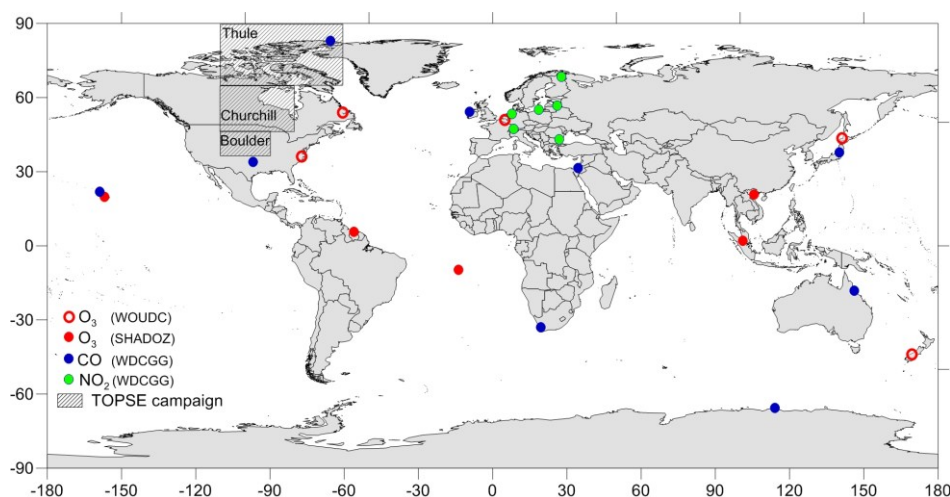 90
60
30
0
-30
-60
-90
Thule
Churchill
Boulder
O3 (WOUDC)
O3 (SHADOZ)
CO (WDCGG)
NO2 (WDCGG)
TOPSE campaign
-180 -150 -120 -90 -60 -30 0 30 60 90 120 150 180